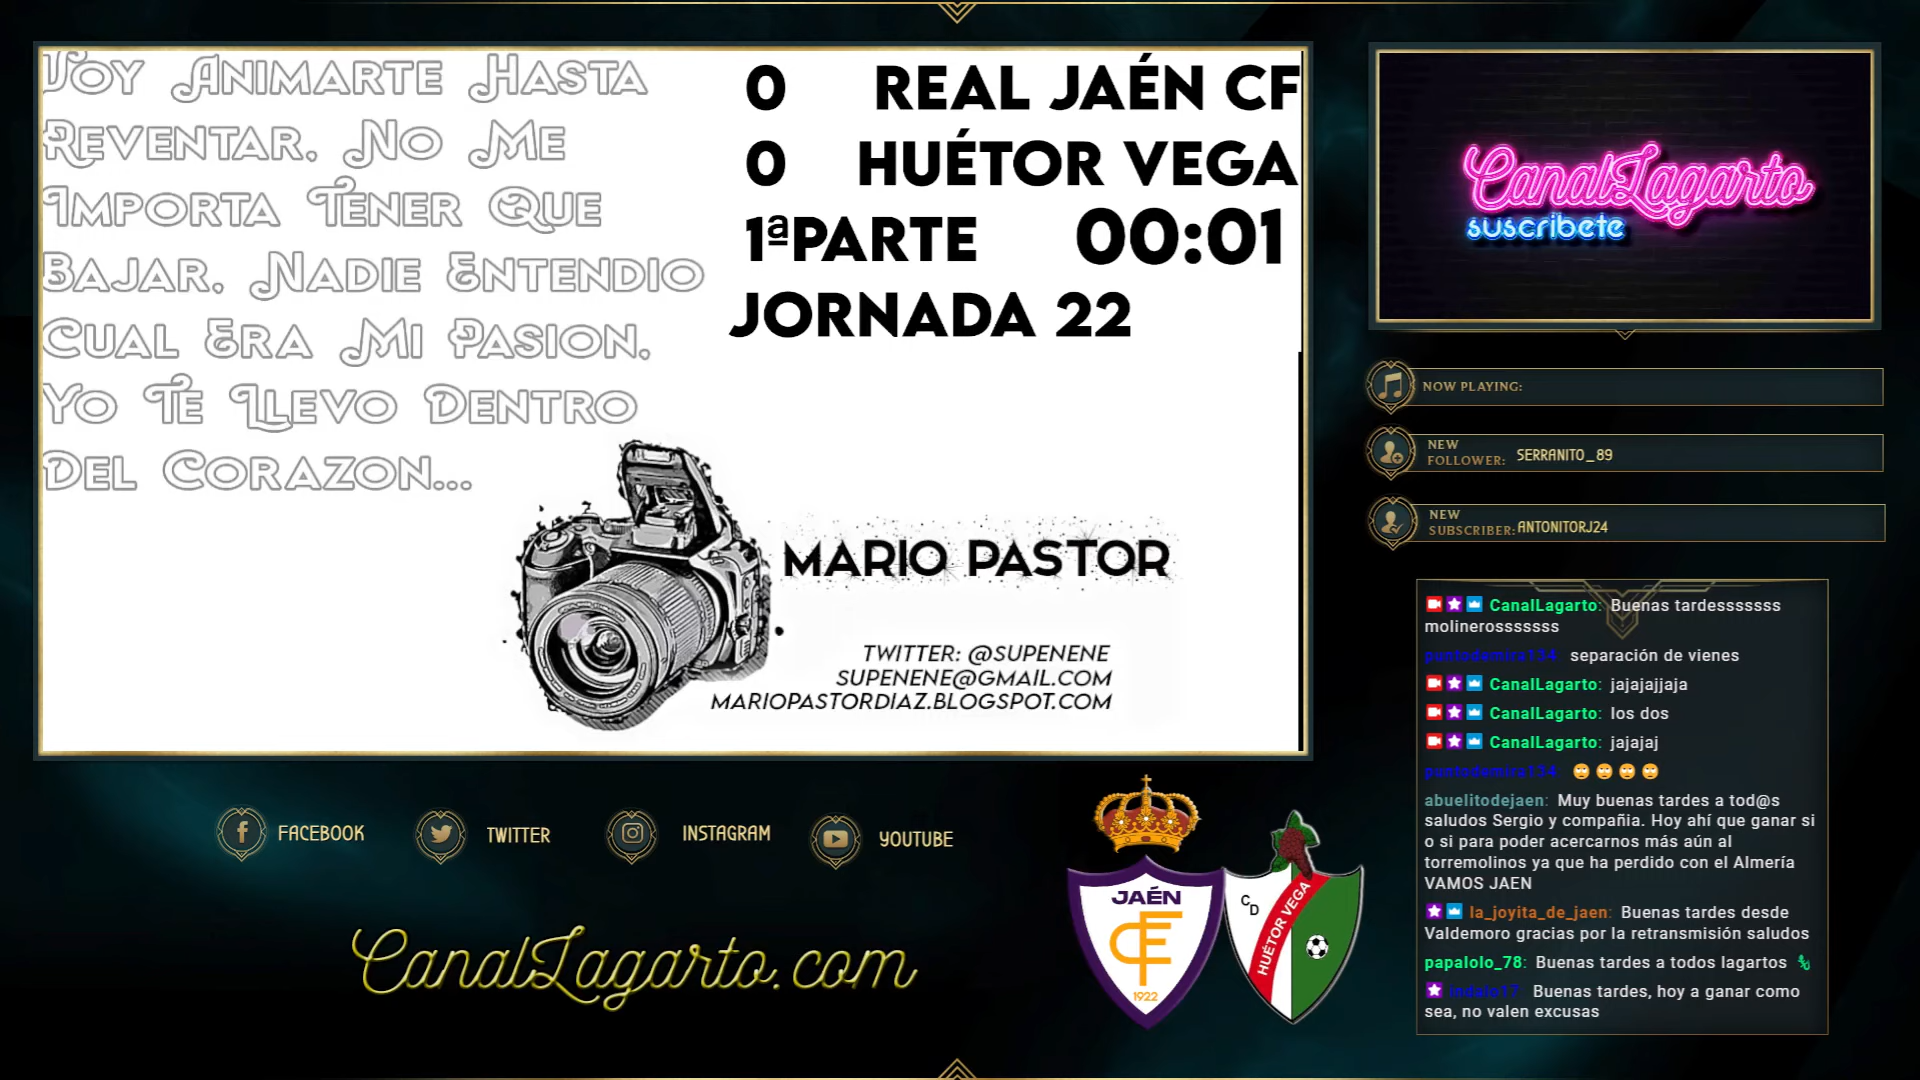 Voy Animarte Hasta
Reventar. No Me
Importa Tener Que
Bajar. Nadie Entendio
Cual Era Mi Pasion.
Yo Te Llevo Dentro
Del Corazon...
0 REAL JAÉN CF
0 HUÉTOR VEGA
1ªPARTE 00:01
JORNADA 22
MARIO PASTOR
TWITTER: @SUPENENE
SUPENENE@GMAIL.COM
MARIOPASTORDIAZ.BLOGSPOT.COM
CanalLagarto
suscribete
NOW PLAYING:
NEW
FOLLOWER: SERRANITO_89
NEW
SUBSCRIBER: ANTONITORJ24
CanalLagarto: Buenas tardesssssss
molinerosssssss
puntodemira134 separación de vienes
CanalLagarto: jajajajjaja
CanalLagarto: los dos
CanalLagarto: jajajaj
puntodemira134 🙄 🙄 🙄 🙄
abuelitodejaen: Muy buenas tardes a tod@s
saludos Sergio y compañia. Hoy ahí que ganar si
o si para poder acercarnos más aún al
torremolinos ya que ha perdido con el Almería
VAMOS JAEN
la_joyita_de_jaen: Buenas tardes desde
Valdemoro gracias por la retransmisión saludos
papalolo_78: Buenas tardes a todos lagartos
indalo17 Buenas tardes, hoy a ganar como
sea, no valen excusas
FACEBOOK
TWITTER
INSTAGRAM
YOUTUBE
CanalLagarto.com
JAÉN
CF
1922
CD
HUÉTOR VEGA